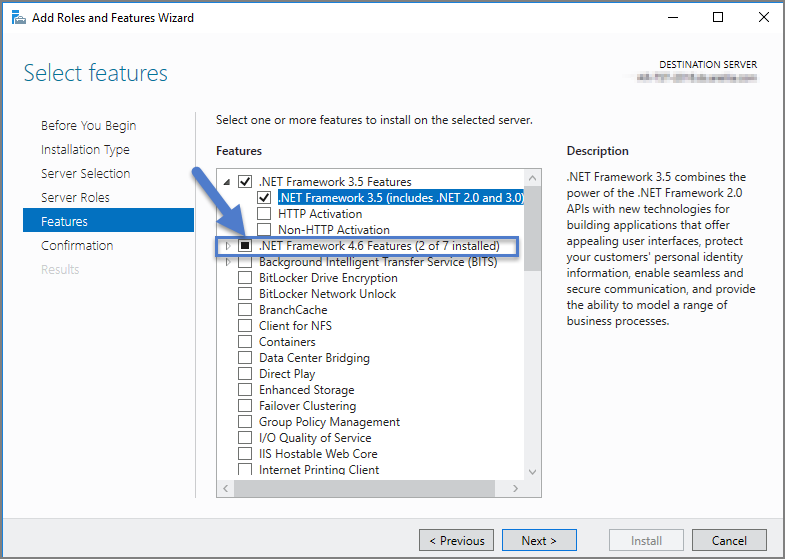 Add Roles and Features Wizard
Select features
DESTINATION SERVER
Before You Begin
Installation Type
Server Selection
Server Roles
Features
Confirmation
Results
Select one or more features to install on the selected server.
Features
.NET Framework 3.5 Features
.NET Framework 3.5 (includes .NET 2.0 and 3.0)
HTTP Activation
Non-HTTP Activation
.NET Framework 4.6 Features (2 of 7 installed)
Background Intelligent Transfer Service (BITS)
BitLocker Drive Encryption
BitLocker Network Unlock
BranchCache
Client for NFS
Containers
Data Center Bridging
Direct Play
Enhanced Storage
Failover Clustering
Group Policy Management
I/O Quality of Service
IIS Hostable Web Core
Internet Printing Client
Description
.NET Framework 3.5 combines the
power of the .NET Framework 2.0
APIs with new technologies for
building applications that offer
appealing user interfaces, protect
your customers' personal identity
information, enable seamless and
secure communication, and provide
the ability to model a range of
business processes.
< Previous
Next >
Install
Cancel